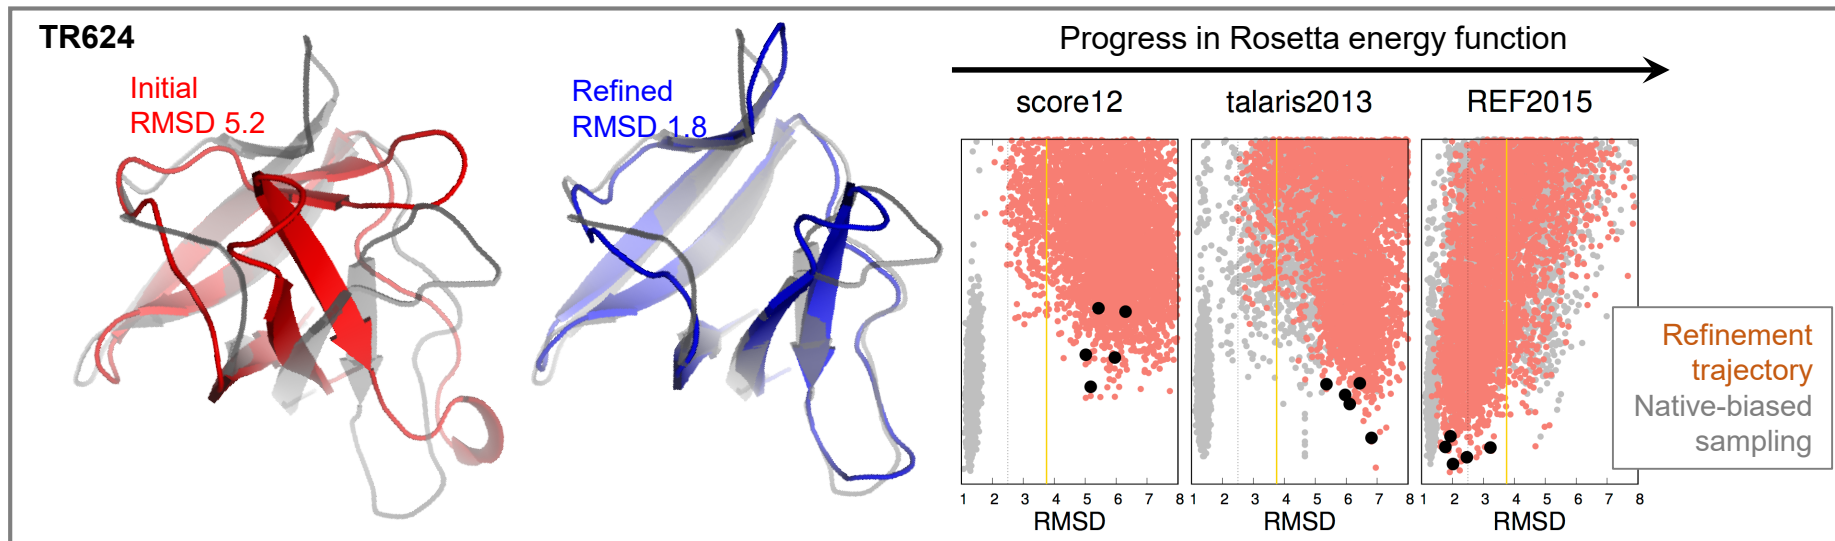 TR624
Initial
RMSD 5.2
Refined
RMSD 1.8
Progress in Rosetta energy function
score12
talaris2013
REF2015
1 2 3 4 5 6 7 8
1 2 3 4 5 6 7 8
1 2 3 4 5 6 7 8
RMSD
RMSD
RMSD
Refinement
trajectory
Native-biased
sampling